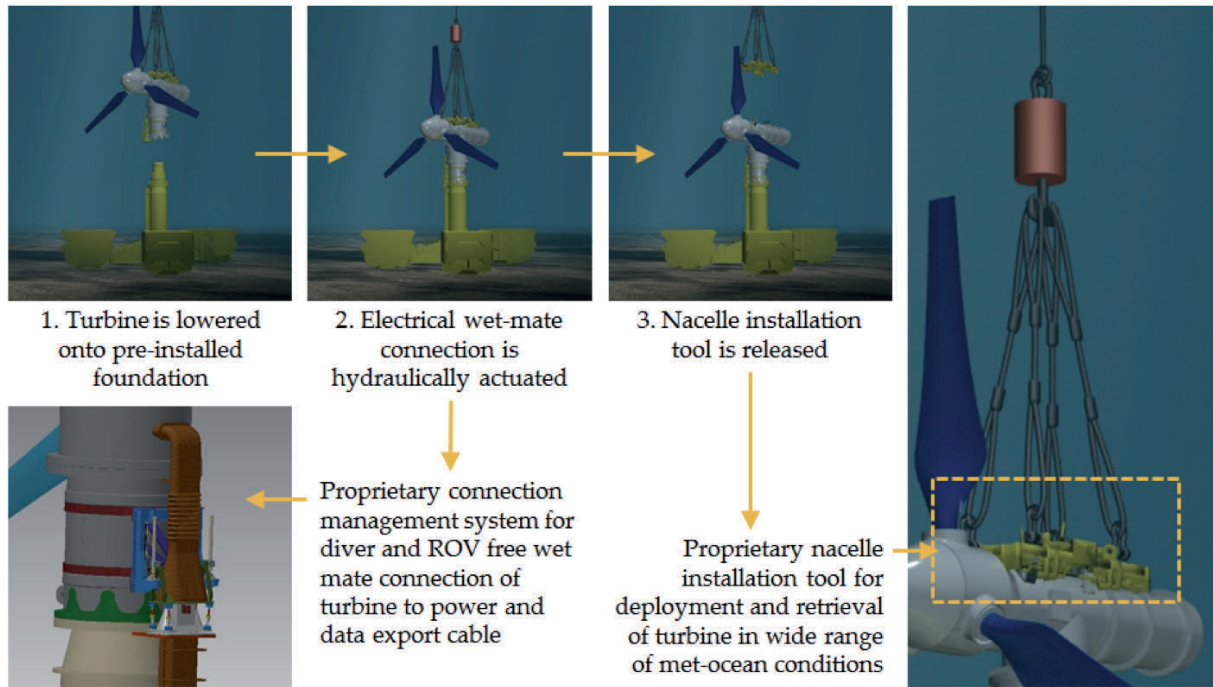 1. Turbine is lowered
onto pre-installed
foundation
2. Electrical wet-mate
connection is
hydraulically actuated
3. Nacelle installation
tool is released
Proprietary connection
management system for
diver and ROV free wet
mate connection of
turbine to power and
data export cable
Proprietary nacelle
installation tool for
deployment and retrieval
of turbine in wide range
of met-ocean conditions